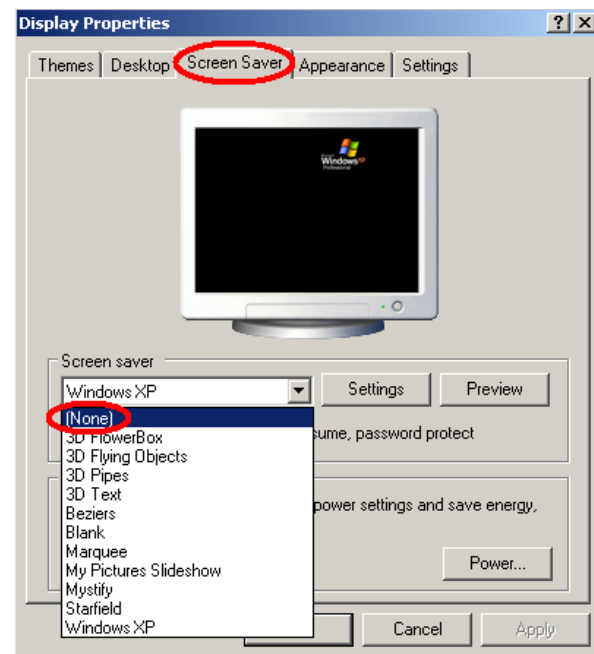 Display Properties
Themes Desktop Screen Saver Appearance Settings
Windows xp
Professional
Screen saver
Windows XP Settings Preview
(None)
3D FlowerBox sume, password protect
3D Flying Objects
3D Pipes
3D Text power settings and save energy,
Beziers
Blank
Marquee
My Pictures Slideshow Power...
Mystify
Starfield
Windows XP Cancel Apply